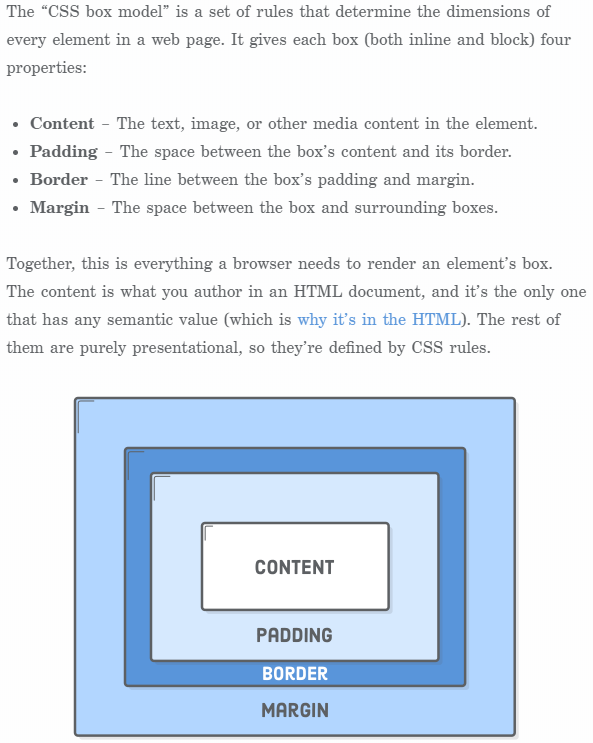 The “CSS box model” is a set of rules that determine the dimensions of
every element in a web page. It gives each box (both inline and block) four
properties:
• Content – The text, image, or other media content in the element.
• Padding – The space between the box’s content and its border.
• Border – The line between the box’s padding and margin.
• Margin – The space between the box and surrounding boxes.
Together, this is everything a browser needs to render an element’s box.
The content is what you author in an HTML document, and it’s the only one
that has any semantic value (which is why it’s in the HTML). The rest of
them are purely presentational, so they’re defined by CSS rules.
CONTENT
PADDING
BORDER
MARGIN